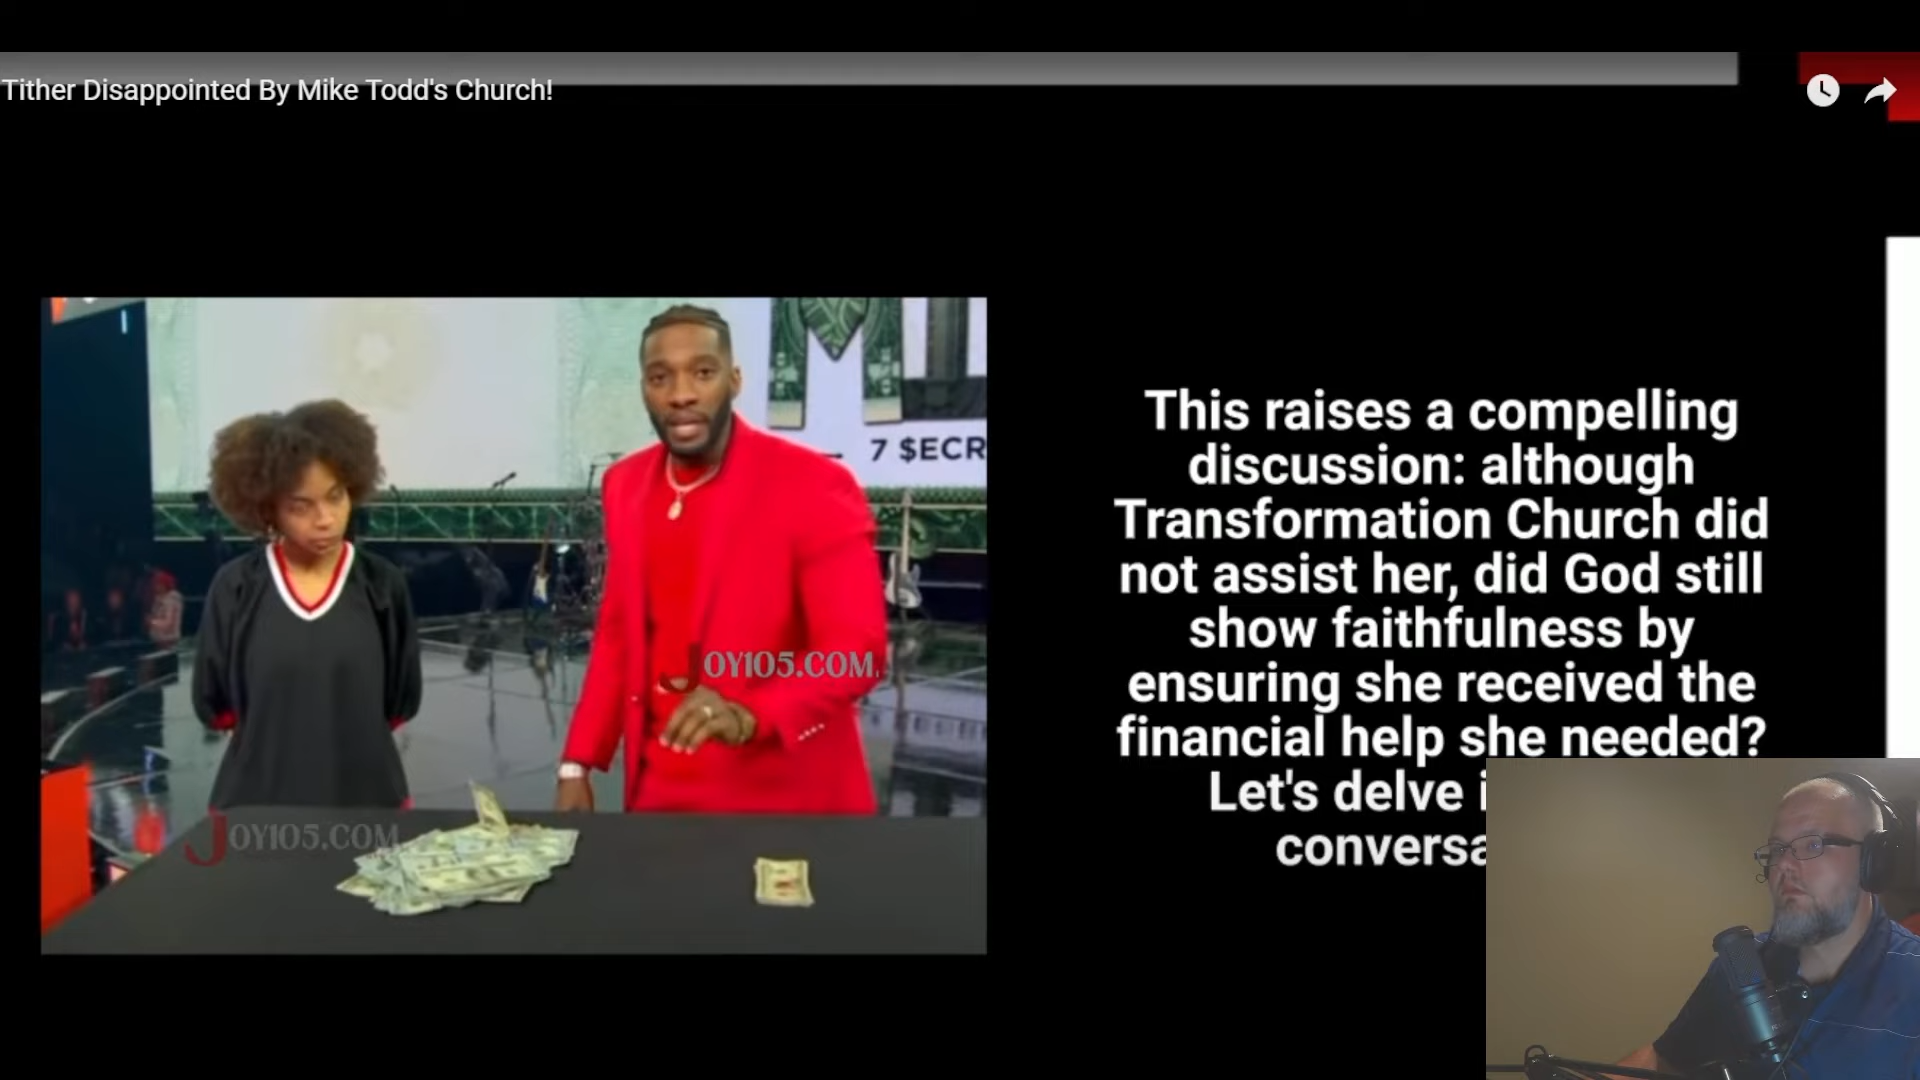 Tither Disappointed By Mike Todd's Church!
7 $ECR
JOY105.COM
JOY105.COM
This raises a compelling
discussion: although
Transformation Church did
not assist her, did God still
show faithfulness by
ensuring she received the
financial help she needed?
Let's delve i
conversa